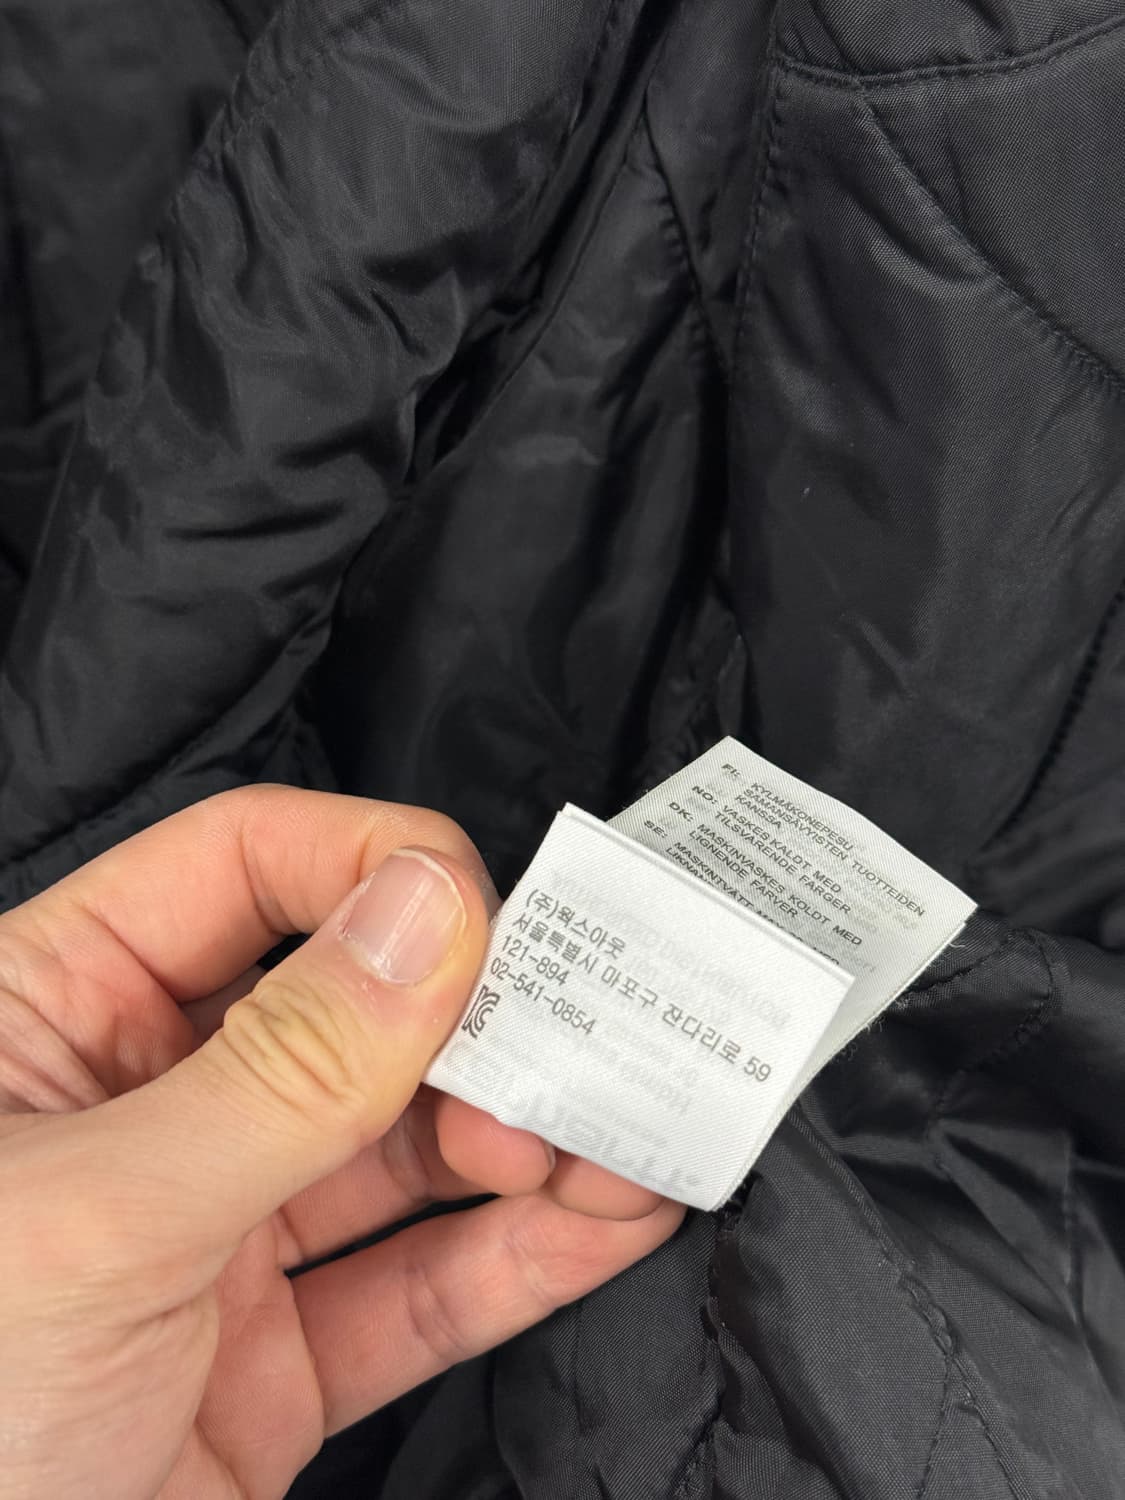 (주)웍스아웃
서울특별시 마포구 잔다리로 59
121-894
02-541-0854
FI: KYLMÄKONEPESU
SAMANSÄVYISTEN TUOTTEIDEN
KANSSA
NO: VASKES KALDT MED
TILSVARENDE FARGER
DK: MASKINVASKES KOLDT MED
LIGNENDE FARVER
SE: MASKINTVÄTT
LIKNANDE